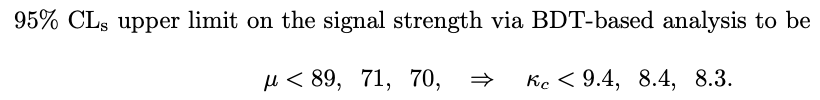 95% CLₛ upper limit on the signal strength via BDT-based analysis to be
μ < 89, 71, 70, ⇒ κ_c < 9.4, 8.4, 8.3.